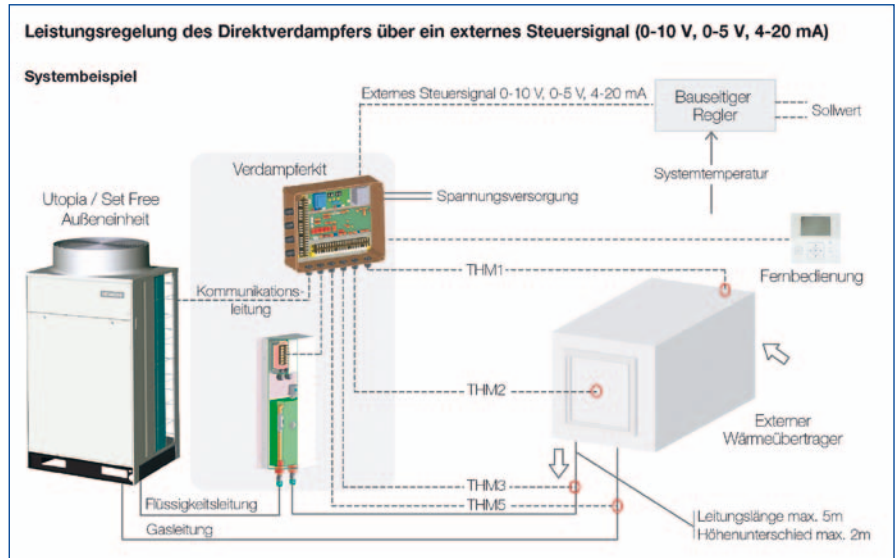 Leistungsregelung des Direktverdampfers über ein externes Steuersignal (0-10 V, 0-5 V, 4-20 mA)
Systembeispiel
Externes Steuersignal 0-10 V, 0-5 V, 4-20 mA
Bauseitiger
Regler
Sollwert
Verdampferkit
Systemtemperatur
Utopia / Set Free
Außeneinheit
Spannungsversorgung
THM1
Fernbedienung
Kommunikations-
leitung
THM2
Externer
Wärmeübertrager
THM3
Flüssigkeitsleitung
THM5
Gasleitung
Leitungslänge max. 5m
Höhenunterschied max. 2m